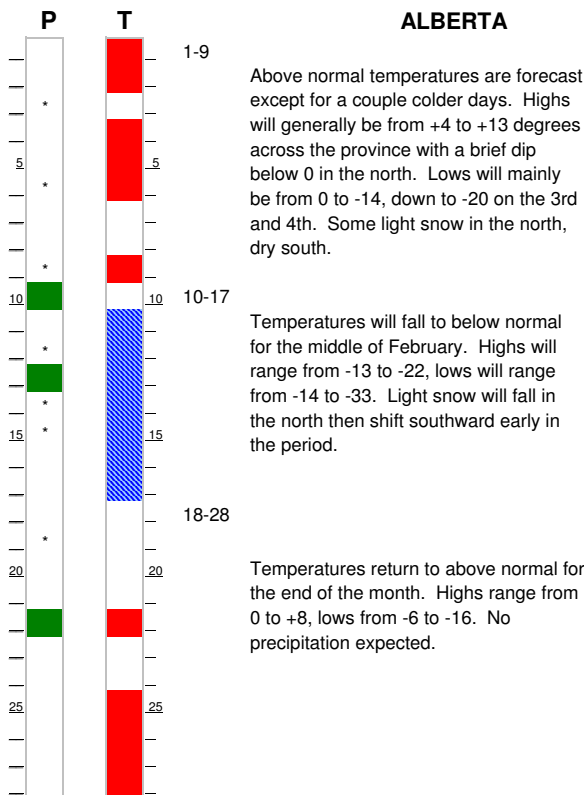 P T ALBERTA
1-9
Above normal temperatures are forecast
except for a couple colder days. Highs
will generally be from +4 to +13 degrees
across the province with a brief dip
below 0 in the north. Lows will mainly
be from 0 to -14, down to -20 on the 3rd
and 4th. Some light snow in the north,
dry south.
*
5 * 5
*
10 10 10-17
Temperatures will fall to below normal
for the middle of February. Highs will
range from -13 to -22, lows will range
from -14 to -33. Light snow will fall in
the north then shift southward early in
the period.
*
*
15 * 15
18-28
*
20 20
Temperatures return to above normal for
the end of the month. Highs range from
0 to +8, lows from -6 to -16. No
precipitation expected.
25 25